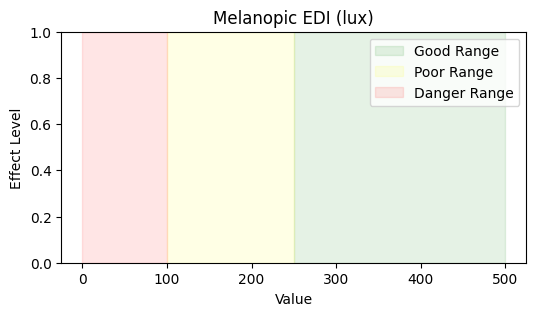 Melanopic EDI (lux)
Good Range
Poor Range
Danger Range
Effect Level
1.0
0.8
0.6
0.4
0.2
0.0
0 100 200 300 400 500
Value